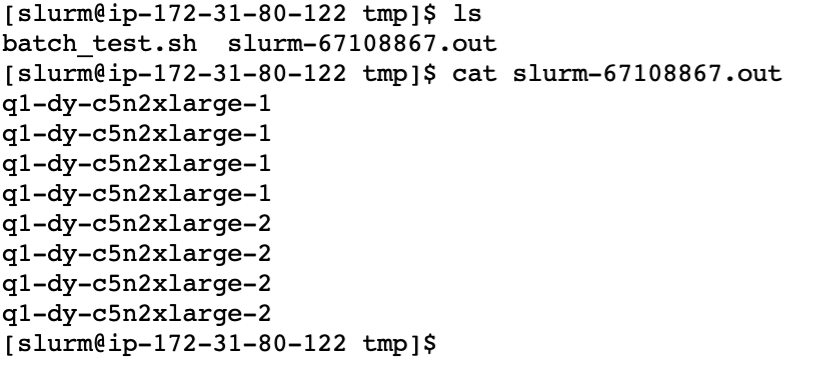 [slurm@ip-172-31-80-122 tmp]$ ls
batch_test.sh  slurm-67108867.out
[slurm@ip-172-31-80-122 tmp]$ cat slurm-67108867.out
q1-dy-c5n2xlarge-1
q1-dy-c5n2xlarge-1
q1-dy-c5n2xlarge-1
q1-dy-c5n2xlarge-1
q1-dy-c5n2xlarge-2
q1-dy-c5n2xlarge-2
q1-dy-c5n2xlarge-2
q1-dy-c5n2xlarge-2
[slurm@ip-172-31-80-122 tmp]$